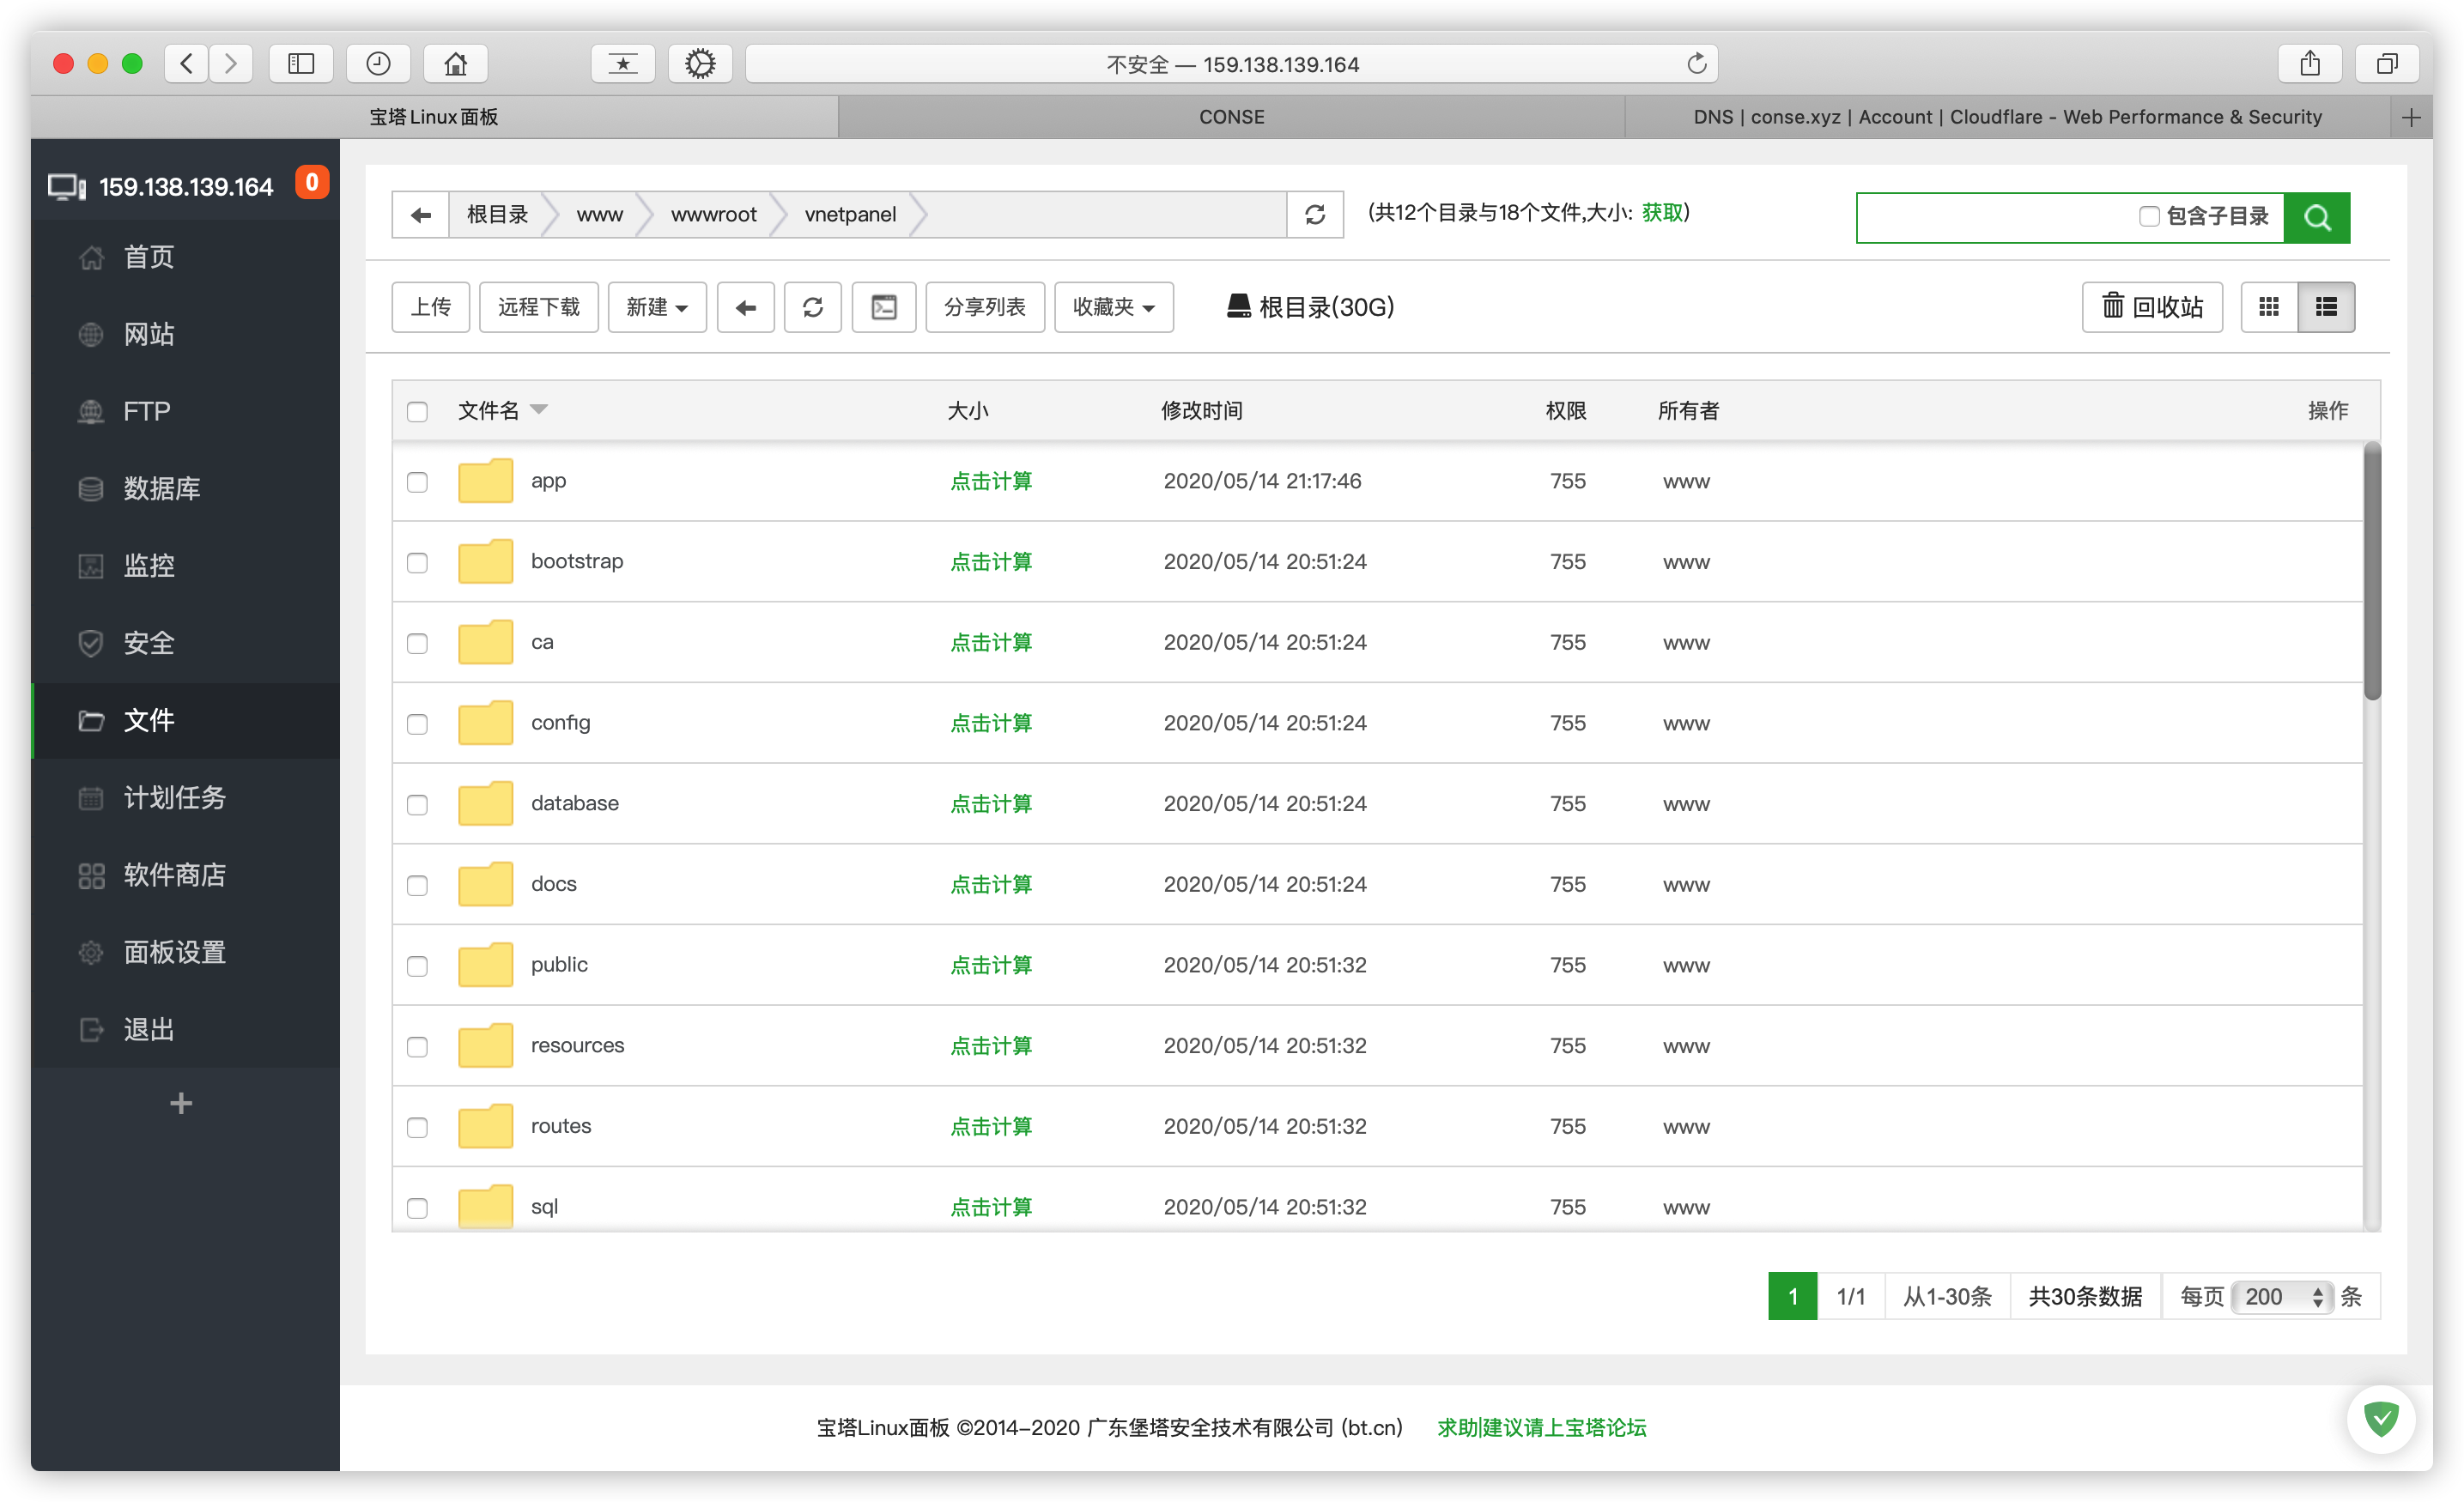 不安全 — 159.138.139.164
宝塔Linux面板
CONSE
DNS | conse.xyz | Account | Cloudflare - Web Performance & Security
159.138.139.164
0
首页
网站
FTP
数据库
监控
安全
文件
计划任务
软件商店
面板设置
退出
根目录 www wwwroot vnetpanel
(共12个目录与18个文件,大小: 获取)
包含子目录
上传 远程下载 新建 分享列表 收藏夹 根目录(30G) 回收站
文件名 大小 修改时间 权限 所有者 操作
app 点击计算 2020/05/14 21:17:46 755 www
bootstrap 点击计算 2020/05/14 20:51:24 755 www
ca 点击计算 2020/05/14 20:51:24 755 www
config 点击计算 2020/05/14 20:51:24 755 www
database 点击计算 2020/05/14 20:51:24 755 www
docs 点击计算 2020/05/14 20:51:24 755 www
public 点击计算 2020/05/14 20:51:32 755 www
resources 点击计算 2020/05/14 20:51:32 755 www
routes 点击计算 2020/05/14 20:51:32 755 www
sql 点击计算 2020/05/14 20:51:32 755 www
1 1/1 从1-30条 共30条数据 每页 200 条
宝塔Linux面板 ©2014-2020 广东堡塔安全技术有限公司 (bt.cn) 求助|建议请上宝塔论坛